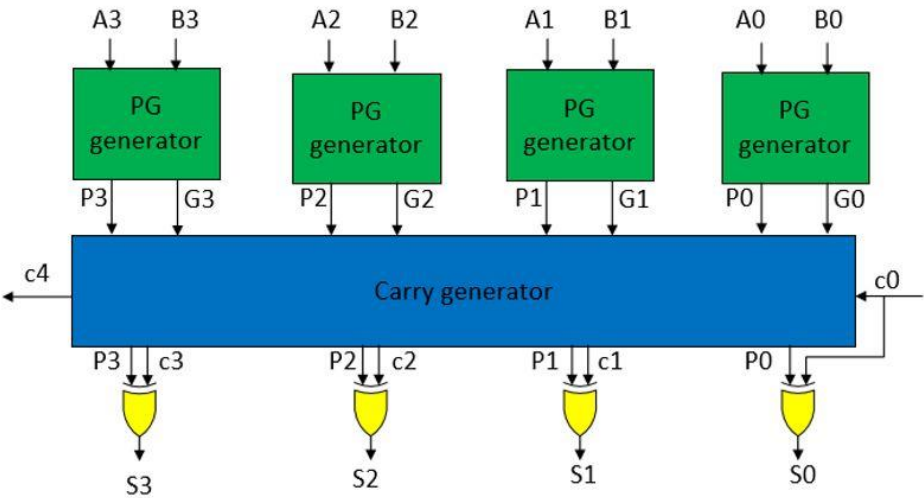 A3 B3 A2 B2 A1 B1 A0 B0
PG
generator
PG
generator
PG
generator
PG
generator
P3 G3 P2 G2 P1 G1 P0 G0
c4 Carry generator c0
P3 c3 P2 c2 P1 c1 P0
S3 S2 S1 S0